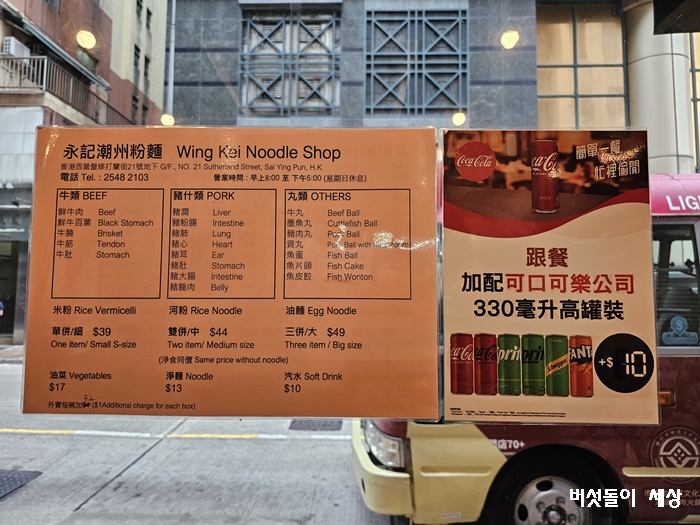 永記潮州粉麵 Wing Kei Noodle Shop
香港西營盤修打蘭街21號地下 G/F., NO. 21 Sutherland Street, Sai Ying Pun, H.K.
電話 Tel. : 2548 2103
營業時間 : 早上8:00 至 下午6:00 (星期日休息)
牛類 BEEF
鮮牛肉 Beef
鮮牛百葉 Black Stomach
牛腩 Brisket
牛筋 Tendon
牛肚 Stomach
豬什類 PORK
豬潤 Liver
豬粉腸 Intestine
豬肺 Lung
豬心 Heart
豬耳 Ear
豬肚 Stomach
豬大腸 Intestine
豬腩肉 Belly
丸類 OTHERS
牛丸 Beef Ball
墨魚丸 Cuttlefish Ball
豬肉丸 Pork Ball
貢丸 Pork Ball with
魚蛋 Fish Ball
魚片頭 Fish Cake
魚皮餃 Fish Wonton
米粉 Rice Vermicelli
河粉 Rice Noodle
油麵 Egg Noodle
單併/細 $39
One item/ Small S-size
雙併/中 $44
Two item/ Medium size
三併/大 $49
Three item / Big size
(淨食同價 Same price without noodle)
油菜 Vegetables
$17
淨麵 Noodle
$13
汽水 Soft Drink
$10
外賣每碗加 ($1Additional charge for each box)
Coca-Cola
簡單一餐
忙裡偷閒
跟餐
加配可口可樂公司
330毫升高罐裝
+$10
LIG
70+
버섯돌이 세상